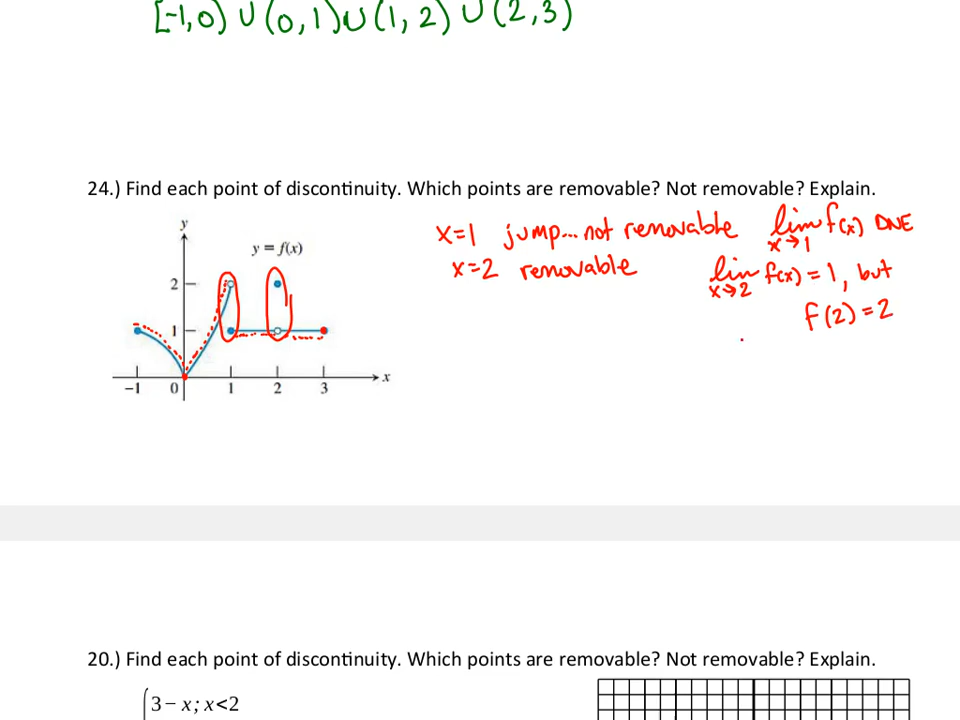 [-1,0) ∪ (0,1) ∪ (1,2) ∪ (2,3)
24.) Find each point of discontinuity. Which points are removable? Not removable? Explain.
y
y = f(x)
2
1
-1 0 1 2 3 x
x=1 jump... not removable lim f(x) DNE
x→1
x=2 removable lim f(x) = 1, but
x→2
f(2) = 2
20.) Find each point of discontinuity. Which points are removable? Not removable? Explain.
3 − x; x<2